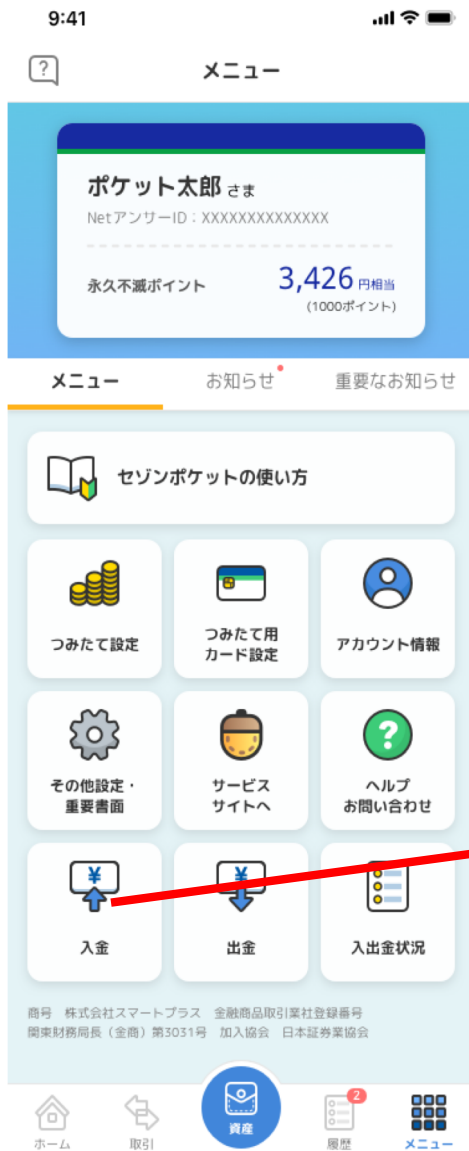 9:41
?
メニュー
ポケット太郎 さま
NetアンサーID：XXXXXXXXXXXXXX
永久不滅ポイント 3,426 円相当
(1000ポイント)
メニュー お知らせ 重要なお知らせ
セゾンポケットの使い方
つみたて設定
つみたて用
カード設定
アカウント情報
その他設定・
重要書面
サービス
サイトへ
?
ヘルプ
お問い合わせ
¥
入金
¥
出金
入出金状況
商号 株式会社スマートプラス 金融商品取引業社登録番号
関東財務局長（金商）第3031号 加入協会 日本証券業協会
ホーム
取引
資産
2
履歴
メニュー